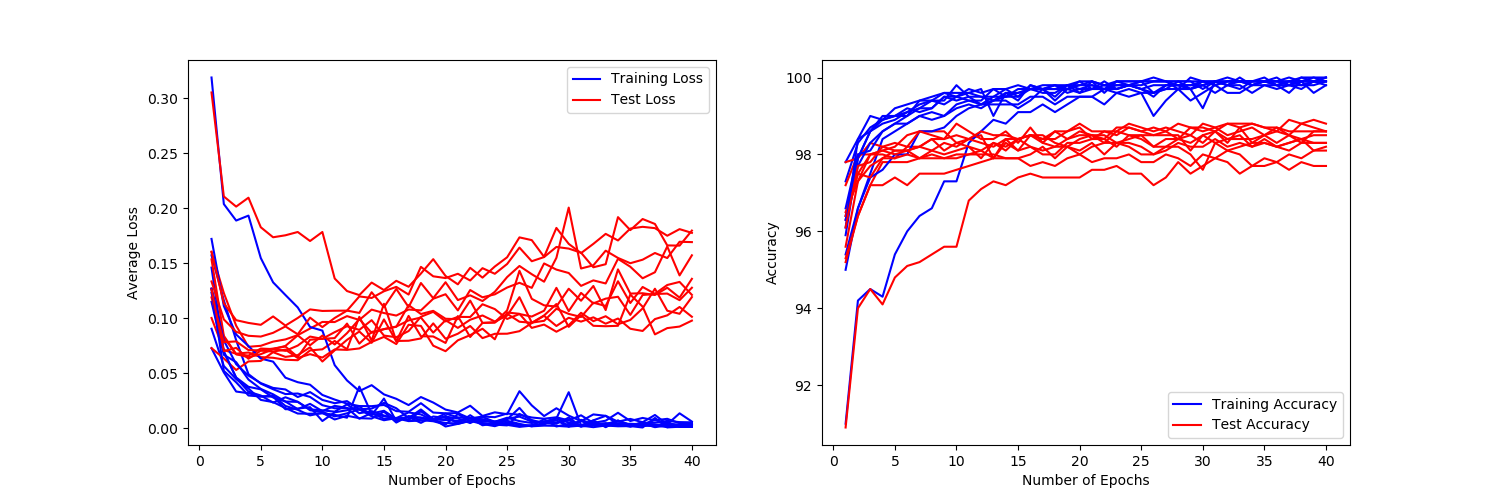 0.30
0.25
0.20
0.15
0.10
0.05
0.00
Average Loss
0 5 10 15 20 25 30 35 40
Number of Epochs
Training Loss
Test Loss
100
98
96
94
92
Accuracy
0 5 10 15 20 25 30 35 40
Number of Epochs
Training Accuracy
Test Accuracy